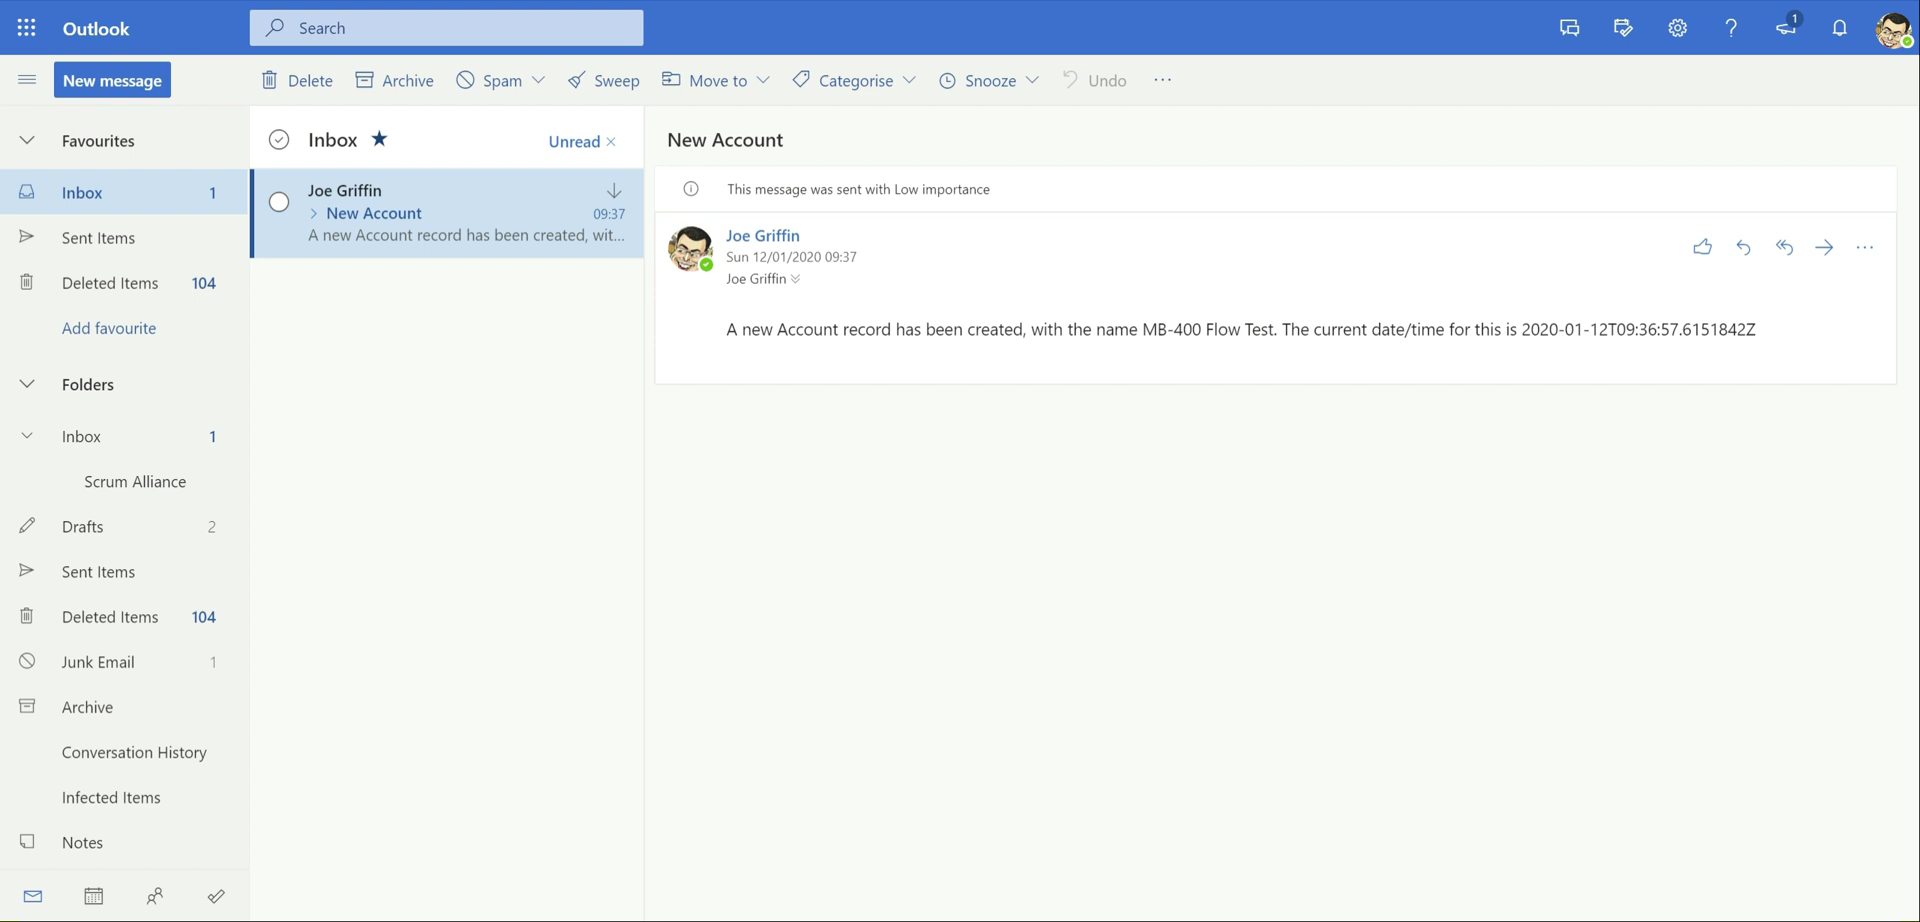 Outlook
Search
1
New message
Delete
Archive
Spam
Sweep
Move to
Categorise
Snooze
Undo
Favourites
Inbox 1
Sent Items
Deleted Items 104
Add favourite
Folders
Inbox 1
Scrum Alliance
Drafts 2
Sent Items
Deleted Items 104
Junk Email 1
Archive
Conversation History
Infected Items
Notes
Inbox
Unread
Joe Griffin
New Account 09:37
A new Account record has been created, wit...
New Account
This message was sent with Low importance
Joe Griffin
Sun 12/01/2020 09:37
Joe Griffin
A new Account record has been created, with the name MB-400 Flow Test. The current date/time for this is 2020-01-12T09:36:57.6151842Z